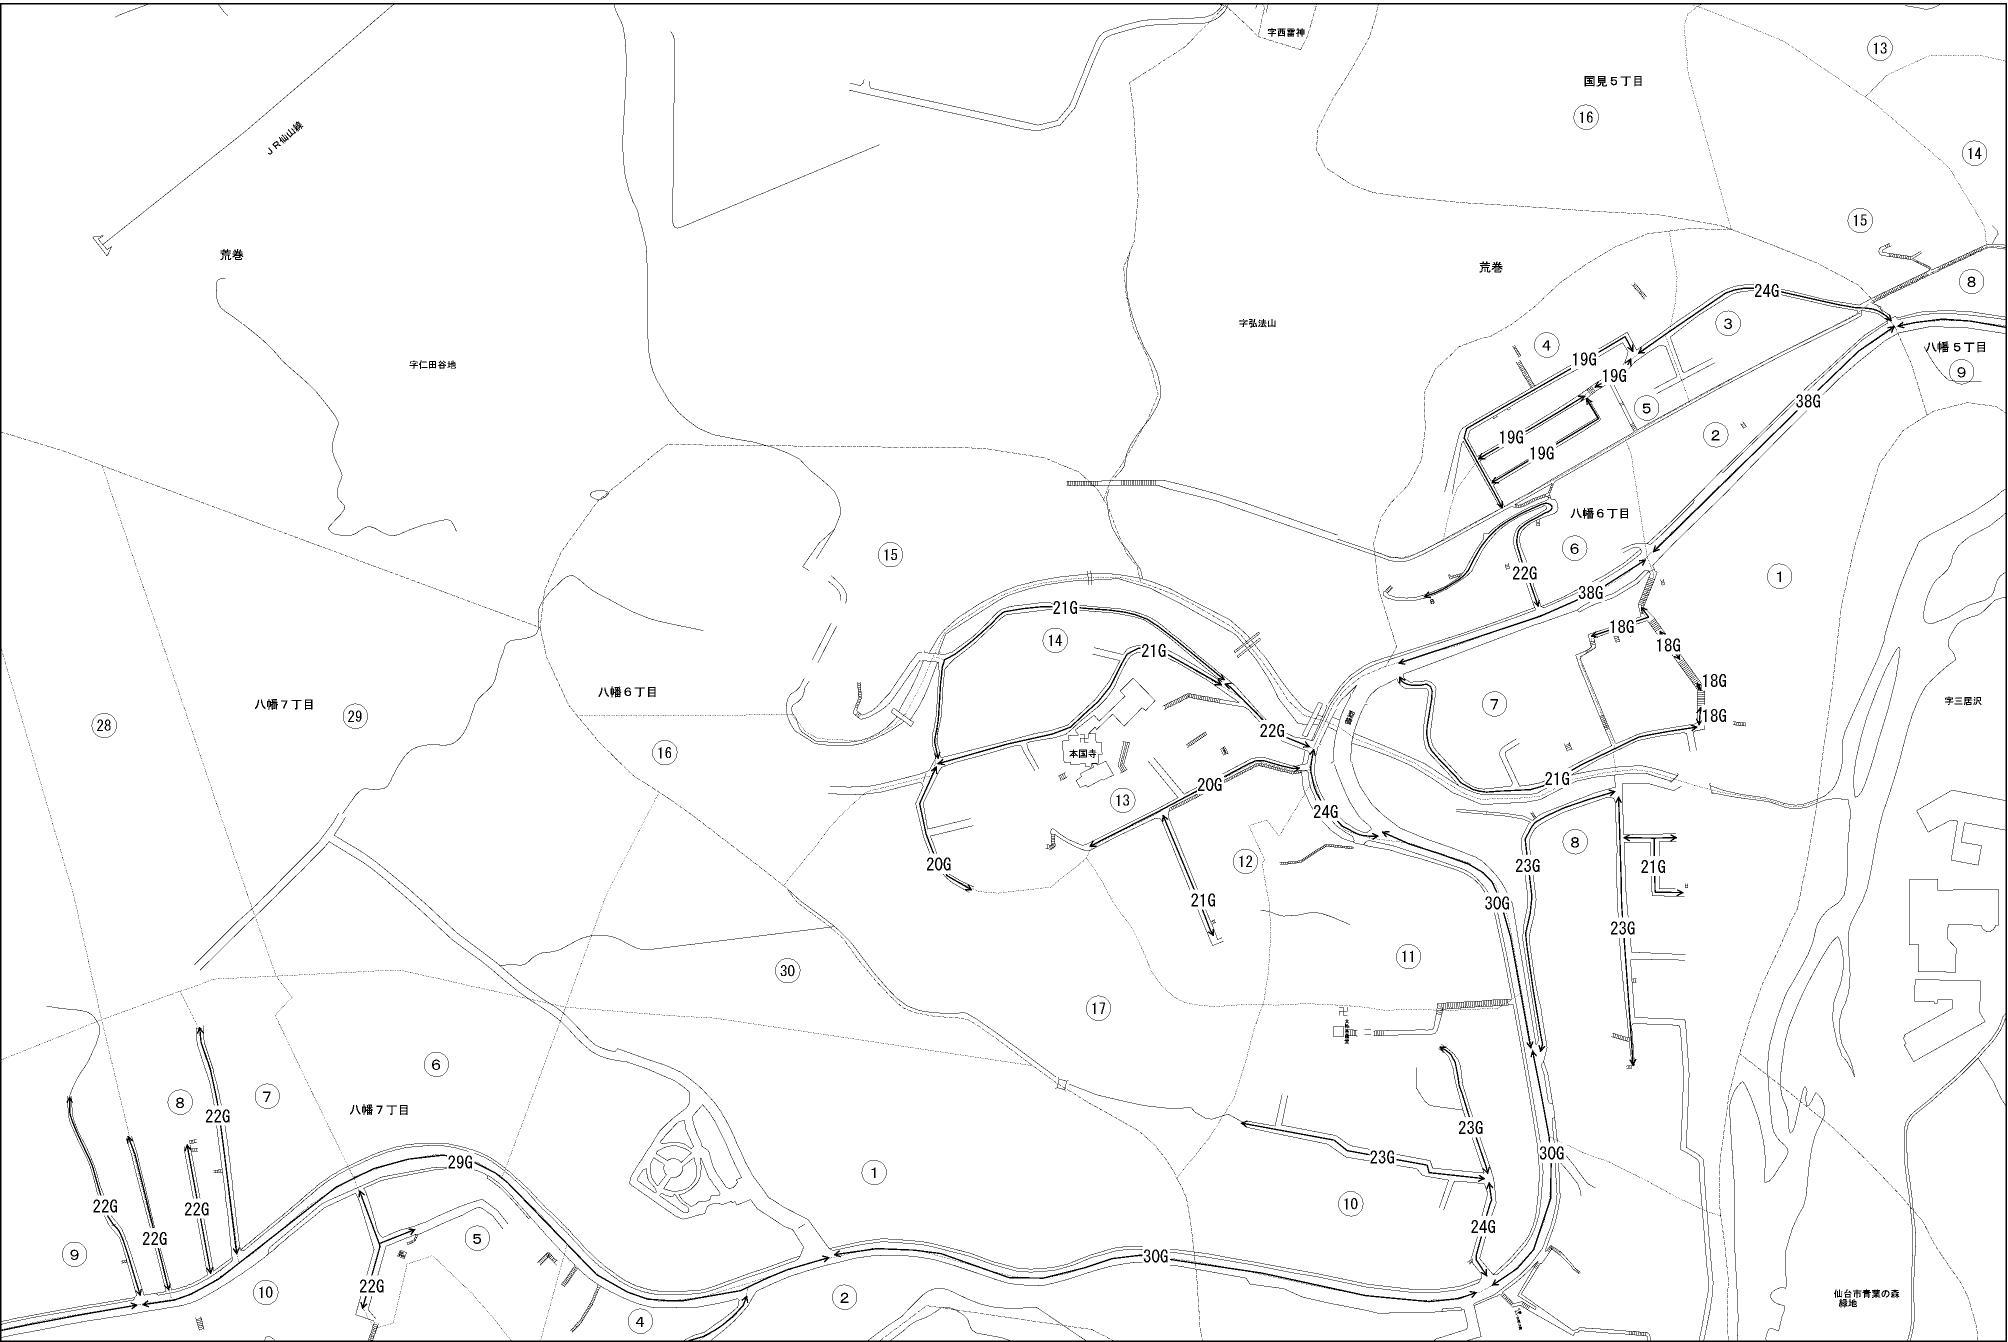 字西雷神
13
国見５丁目
16
ＪＲ仙山線
14
15
荒巻
荒巻
8
24G
字弘法山
3
4
八幡５丁目
19G
字仁田谷地
9
19G
38G
5
2
19G
19G
八幡６丁目
15
6
22G
1
38G
21G
18G
14
18G
21G
18G
八幡６丁目
字三居沢
八幡７丁目
7
29
18G
28
22G
16
本国寺
21G
20G
13
24G
8
12
20G
23G
21G
21G
30G
23G
11
30
17
6
7
8
八幡７丁目
22G
23G
30G
23G
29G
1
22G
10
22G
24G
22G
5
9
30G
22G
10
2
仙台市青葉の森
緑地
4